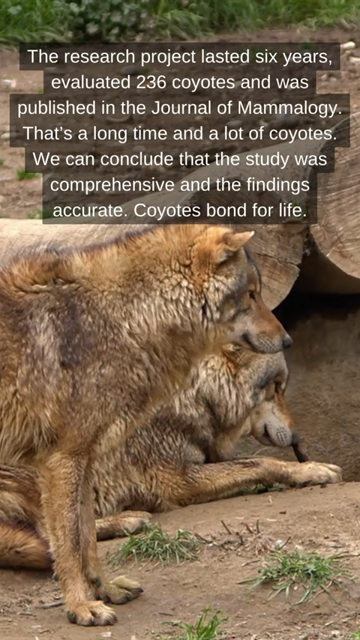 The research project lasted six years,
evaluated 236 coyotes and was
published in the Journal of Mammalogy.
That's a long time and a lot of coyotes.
We can conclude that the study was
comprehensive and the findings
accurate. Coyotes bond for life.